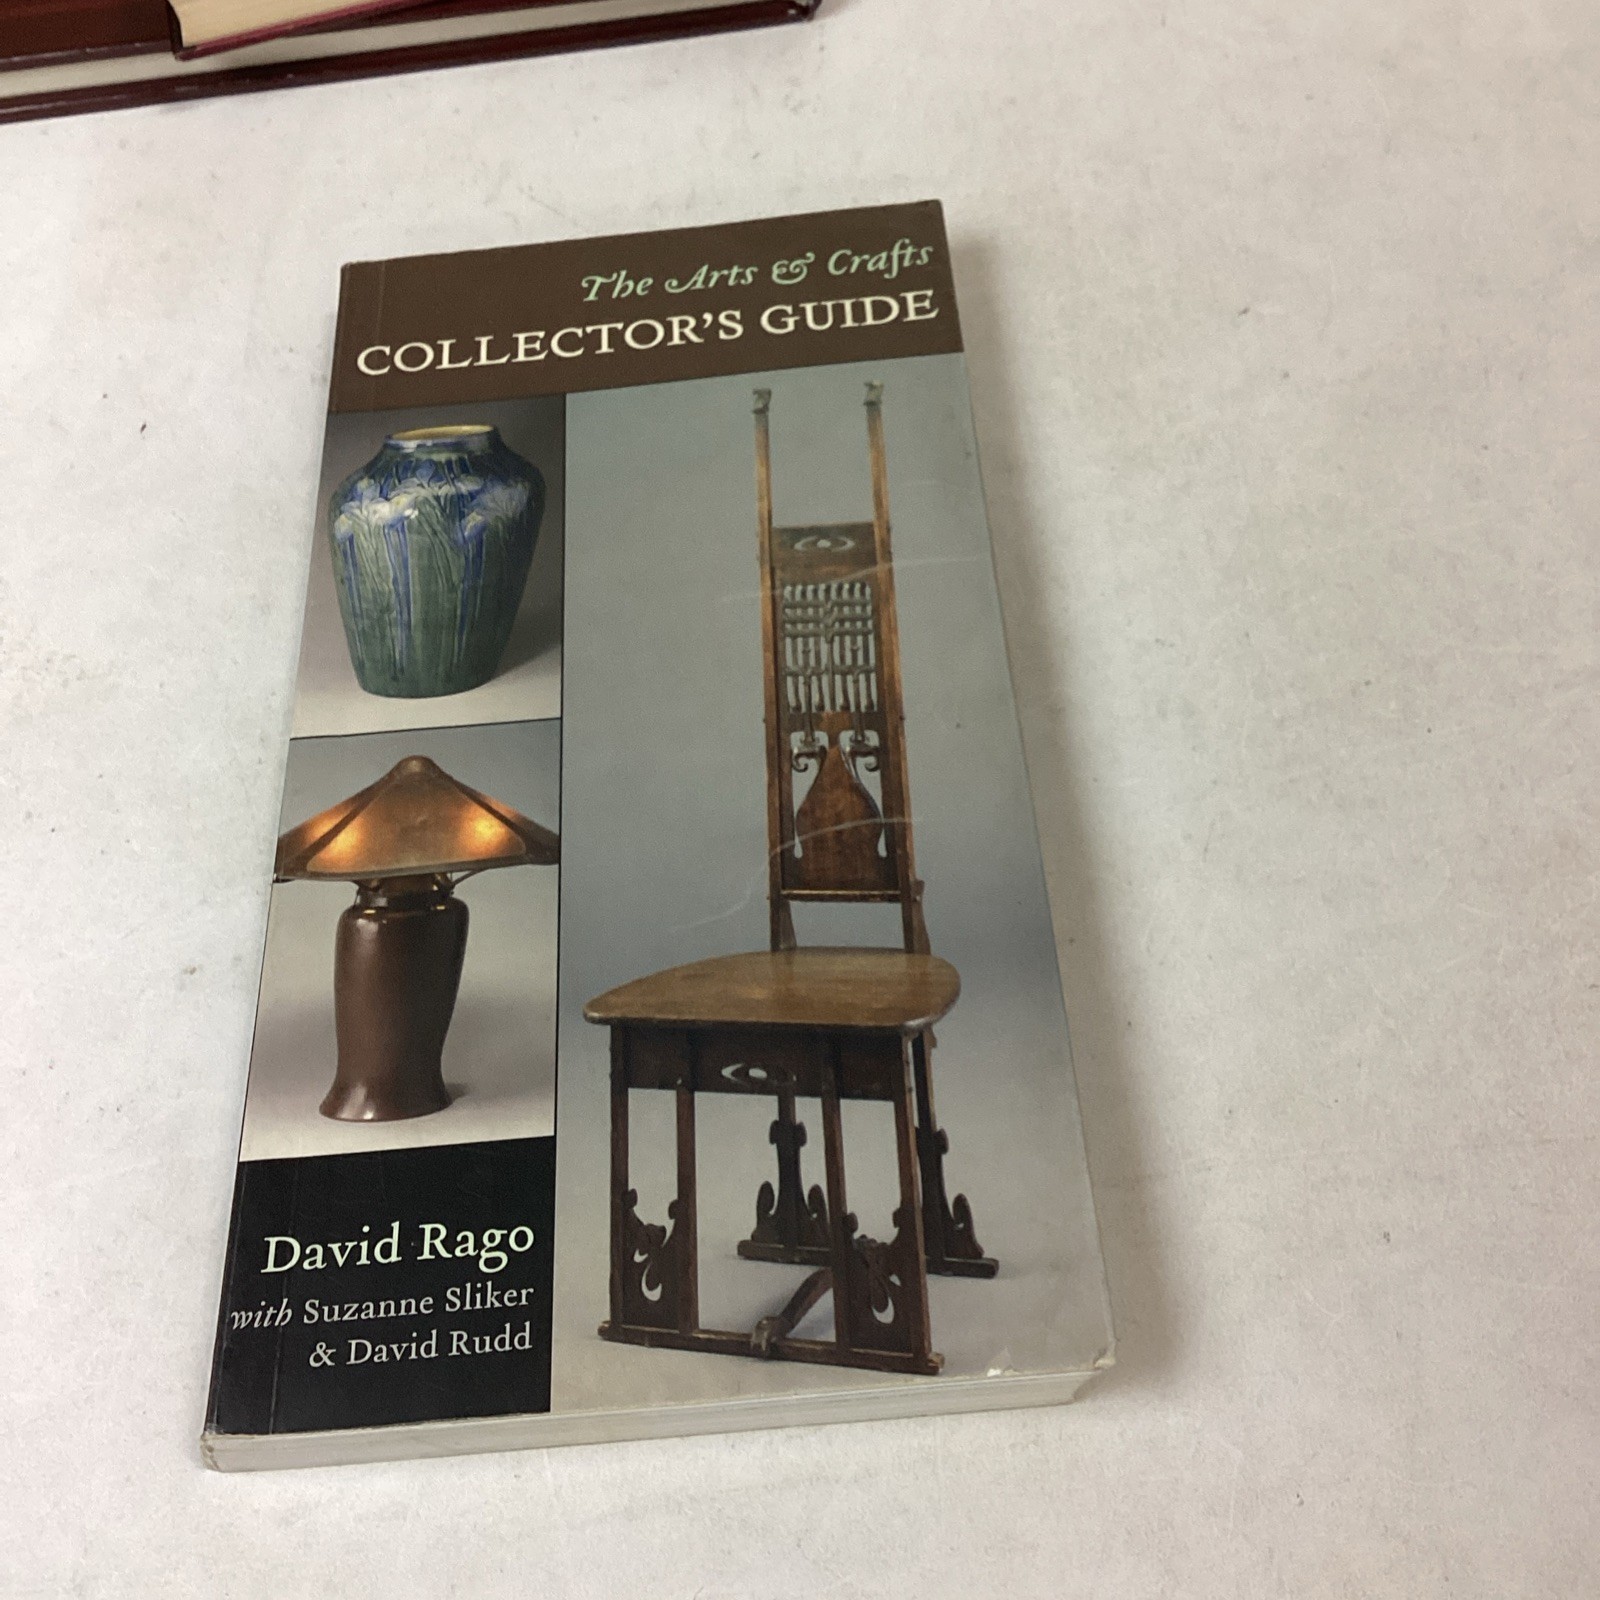 The Arts & Crafts
COLLECTOR'S GUIDE
David Rago
with Suzanne Sliker
& David Rudd